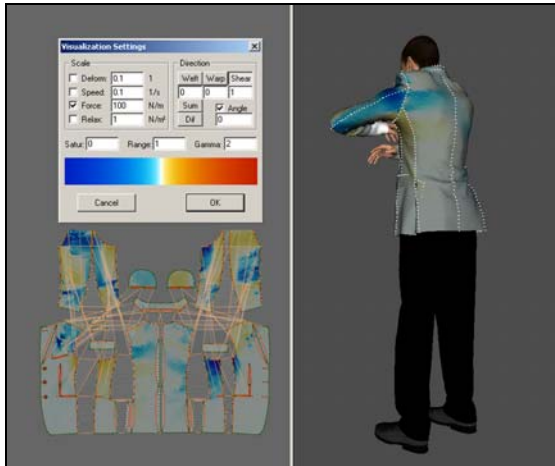 Visualization Settings
Scale
Direction
Deform: 0.1 1
Weft Warp Shear
Speed: 0.1 1/s
0 0 1
Force: 100 N/m
Sum Angle
Relax: 1 N/m²
Dif 0
Satur: 0 Range: 1 Gamma: 2
Cancel OK